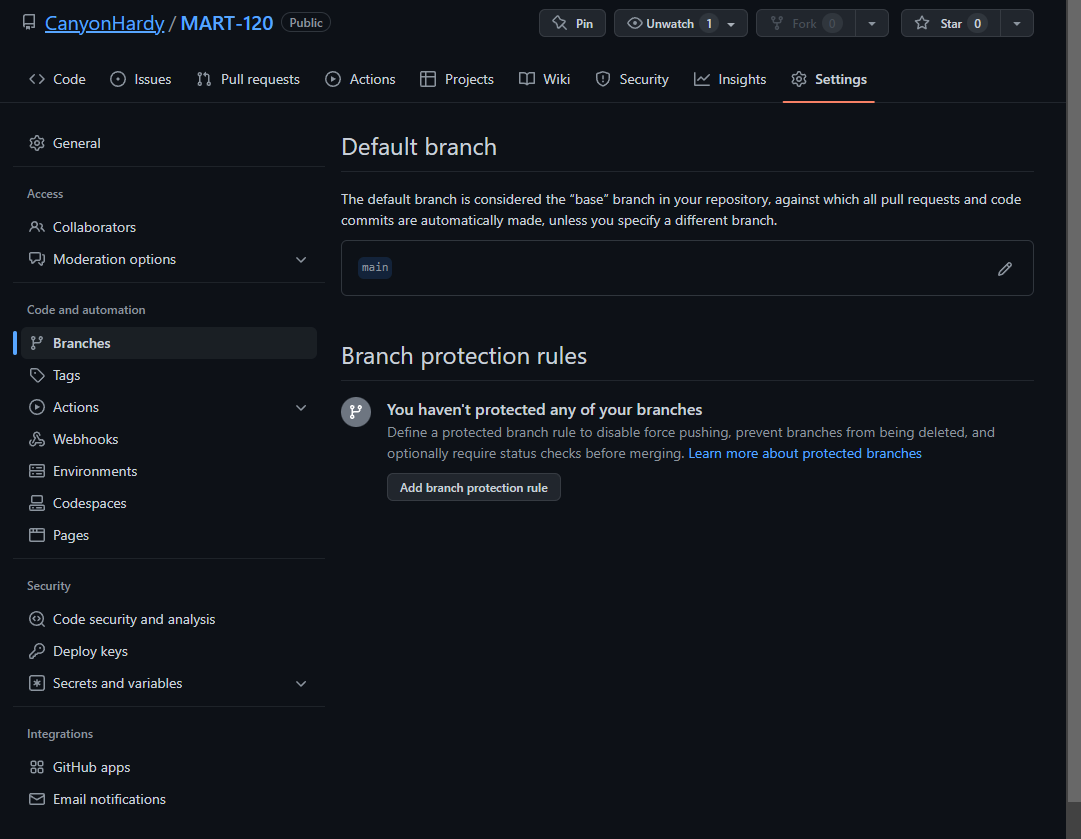 CanyonHardy / MART-120 Public Pin Unwatch 1 Fork 0 Star 0
Code Issues Pull requests Actions Projects Wiki Security Insights Settings
General
Access
Collaborators
Moderation options
Code and automation
Branches
Tags
Actions
Webhooks
Environments
Codespaces
Pages
Security
Code security and analysis
Deploy keys
Secrets and variables
Integrations
GitHub apps
Email notifications
Default branch
The default branch is considered the “base” branch in your repository, against which all pull requests and code
commits are automatically made, unless you specify a different branch.
main
Branch protection rules
You haven't protected any of your branches
Define a protected branch rule to disable force pushing, prevent branches from being deleted, and
optionally require status checks before merging. Learn more about protected branches
Add branch protection rule